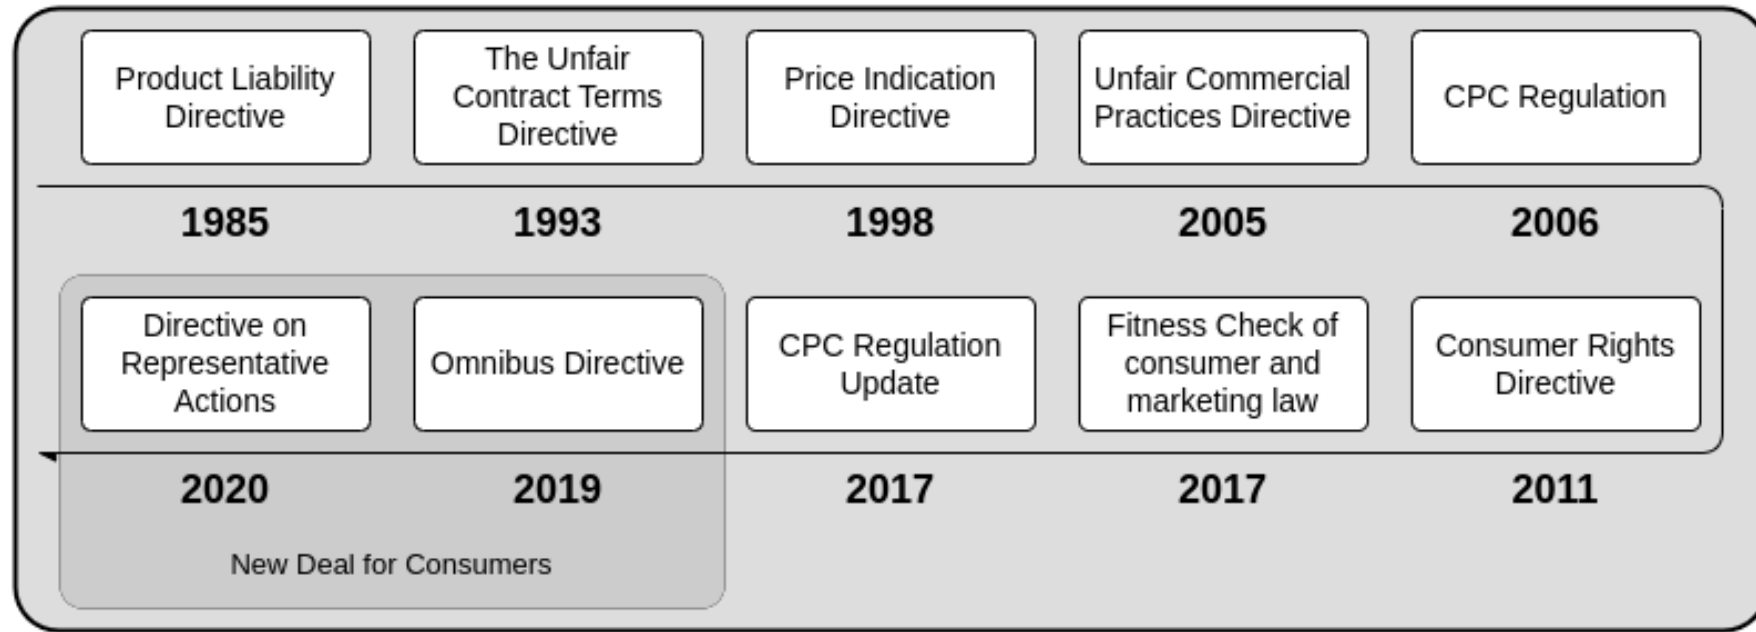 Product Liability
Directive
The Unfair
Contract Terms
Directive
Price Indication
Directive
Unfair Commercial
Practices Directive
CPC Regulation
1985
1993
1998
2005
2006
Directive on
Representative
Actions
Omnibus Directive
CPC Regulation
Update
Fitness Check of
consumer and
marketing law
Consumer Rights
Directive
2020
2019
2017
2017
2011
New Deal for Consumers